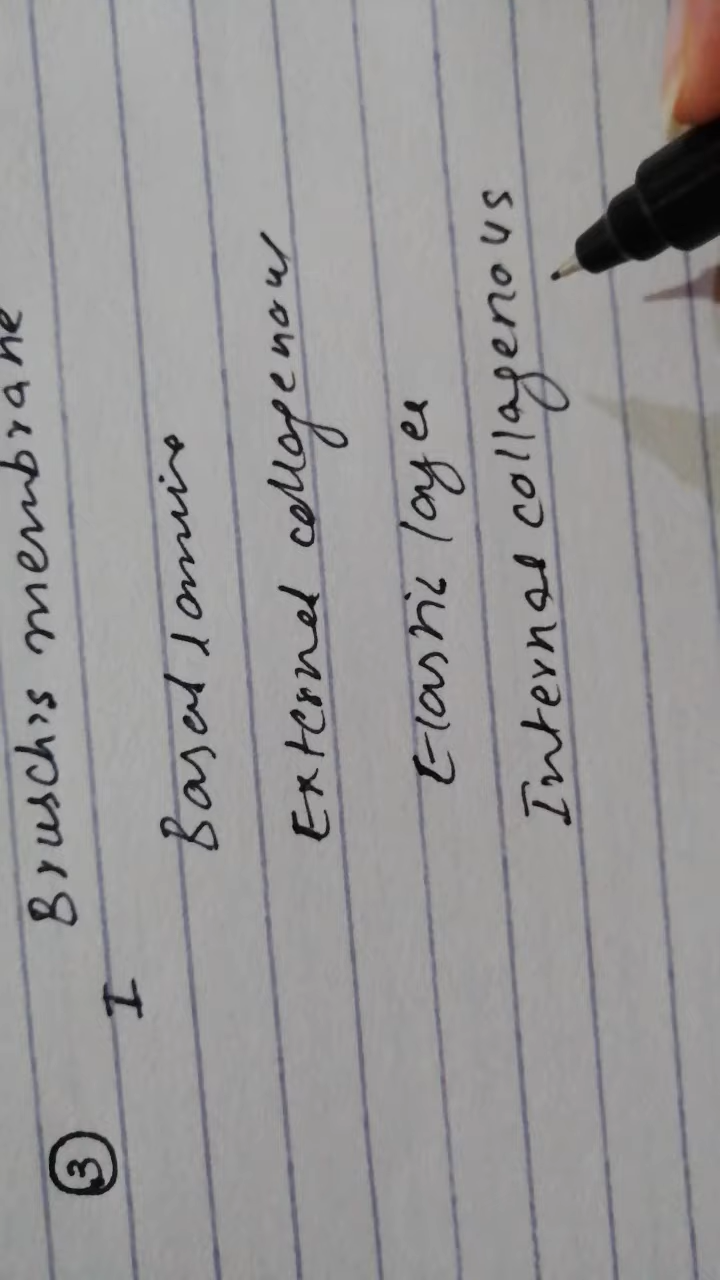 ③ Brusch's membrane
I
Basal lamina
External collagenous
Elastic layer
Internal collagenous